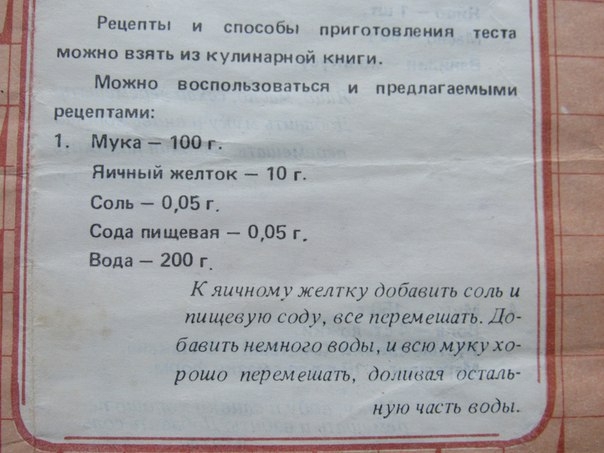 Рецепты и способы приготовления теста
можно взять из кулинарной книги.
Можно воспользоваться и предлагаемыми
рецептами:
1. Мука — 100 г.
Яичный желток — 10 г.
Соль — 0,05 г.
Сода пищевая — 0,05 г.
Вода — 200 г.
К яичному желтку добавить соль и
пищевую соду, все перемешать. До-
бавить немного воды, и всю муку хо-
рошо перемешать, доливая осталь-
ную часть воды.